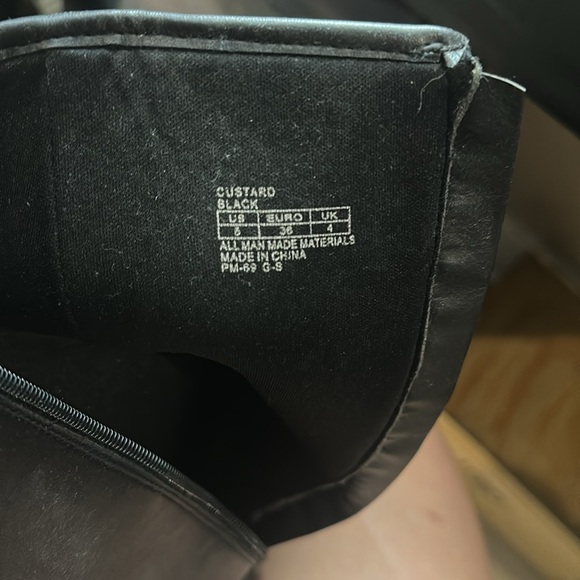 CUSTARD
BLACK
US EURO UK
6 36 4
ALL MAN MADE MATERIALS
MADE IN CHINA
PM-69 G-S